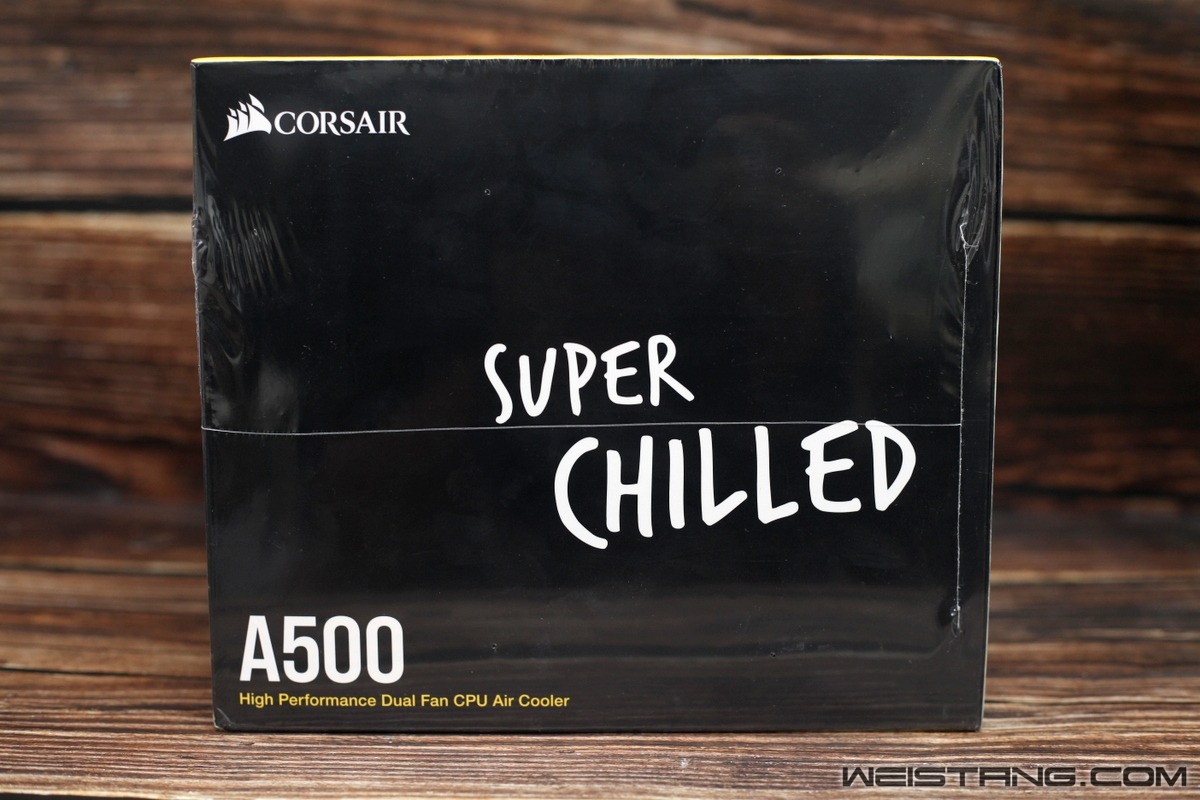 CORSAIR
SUPER
CHILLED
A500
High Performance Dual Fan CPU Air Cooler
WEISTANG.COM